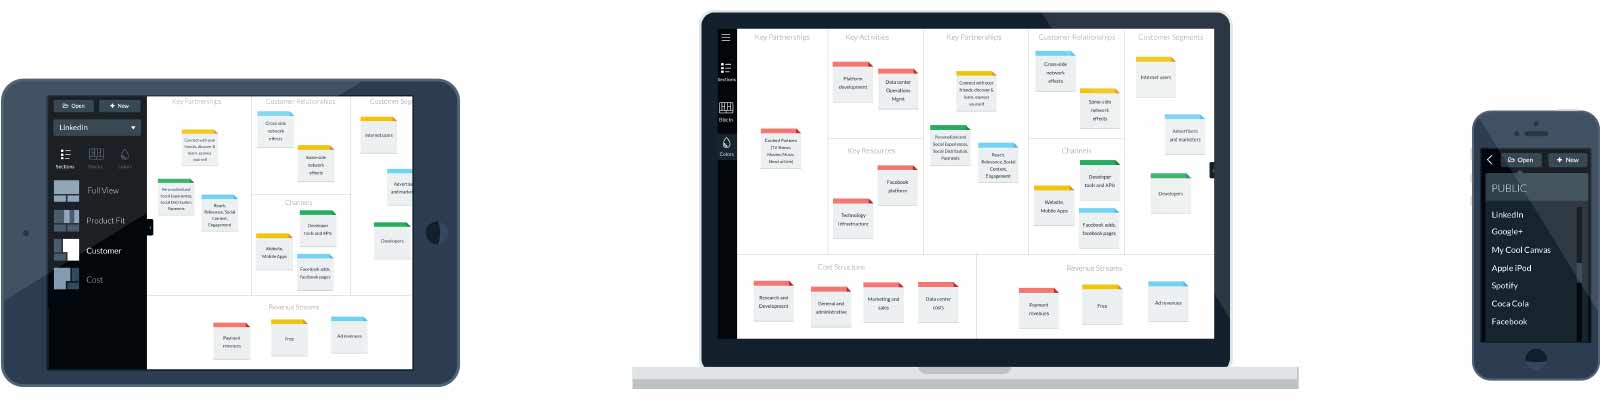 Open
New
LinkedIn
Sections
Blocks
Colors
Full View
Product Fit
Customer
Cost
Key Partnerships
Customer Relationships
Customer Seg
Connect with your
friends, discover &
learn, express
yourself
Cross-side
network
effects
Same-side
network
effects
Internet users
Personalized and
Social Experiences,
Social Distribution,
Payments
Reach,
Relevance, Social
Context,
Engagement
Channels
Developer
tools and APIs
Website,
Mobile Apps
Facebook adds,
facebook pages
Developers
Revenue Streams
Payment
revenues
Free
Ad revenues
Sections
Blocks
Colors
Key Partnerships
Key Activities
Key Partnerships
Customer Relationships
Customer Segments
Platform
development
Data center
Operations
Mgmt
Connect with your
friends, discover &
learn, express
yourself
Cross-side
network
effects
Same-side
network
effects
Internet users
Advertisers
and marketers
Content Partners
(TV Shows,
Movies, Music,
News articles)
Personalized and
Social Experiences,
Social Distribution,
Payments
Reach,
Relevance, Social
Context,
Engagement
Key Resources
Facebook
platform
Technology
infrastructure
Channels
Developer
tools and APIs
Website,
Mobile Apps
Facebook adds,
facebook pages
Developers
Cost Structure
Research and
Development
General and
administrative
Marketing and
sales
Data center
costs
Revenue Streams
Payment
revenues
Free
Ad revenues
Open
New
PUBLIC
LinkedIn
Google+
My Cool Canvas
Apple iPod
Spotify
Coca Cola
Facebook